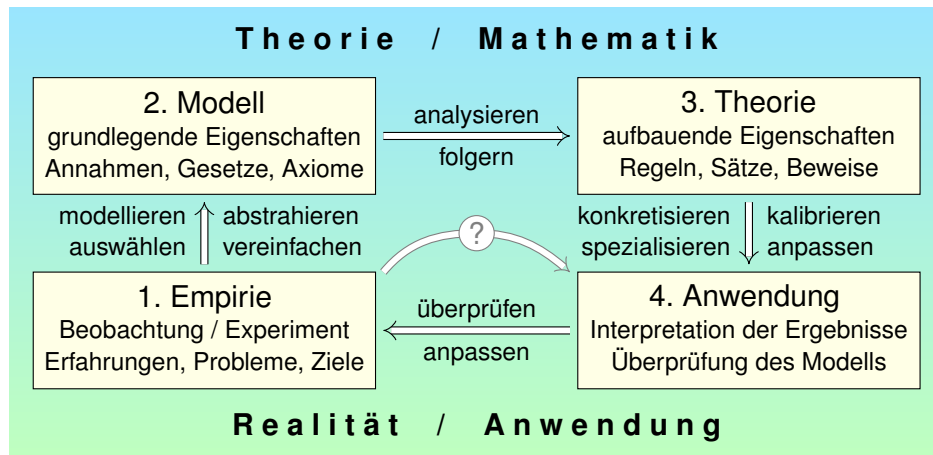 Theorie / Mathematik
2. Modell
grundlegende Eigenschaften
Annahmen, Gesetze, Axiome
analysieren
folgern
3. Theorie
aufbauende Eigenschaften
Regeln, Sätze, Beweise
modellieren
auswählen
abstrahieren
vereinfachen
?
konkretisieren
spezialisieren
kalibrieren
anpassen
1. Empirie
Beobachtung / Experiment
Erfahrungen, Probleme, Ziele
überprüfen
anpassen
4. Anwendung
Interpretation der Ergebnisse
Überprüfung des Modells
Realität / Anwendung